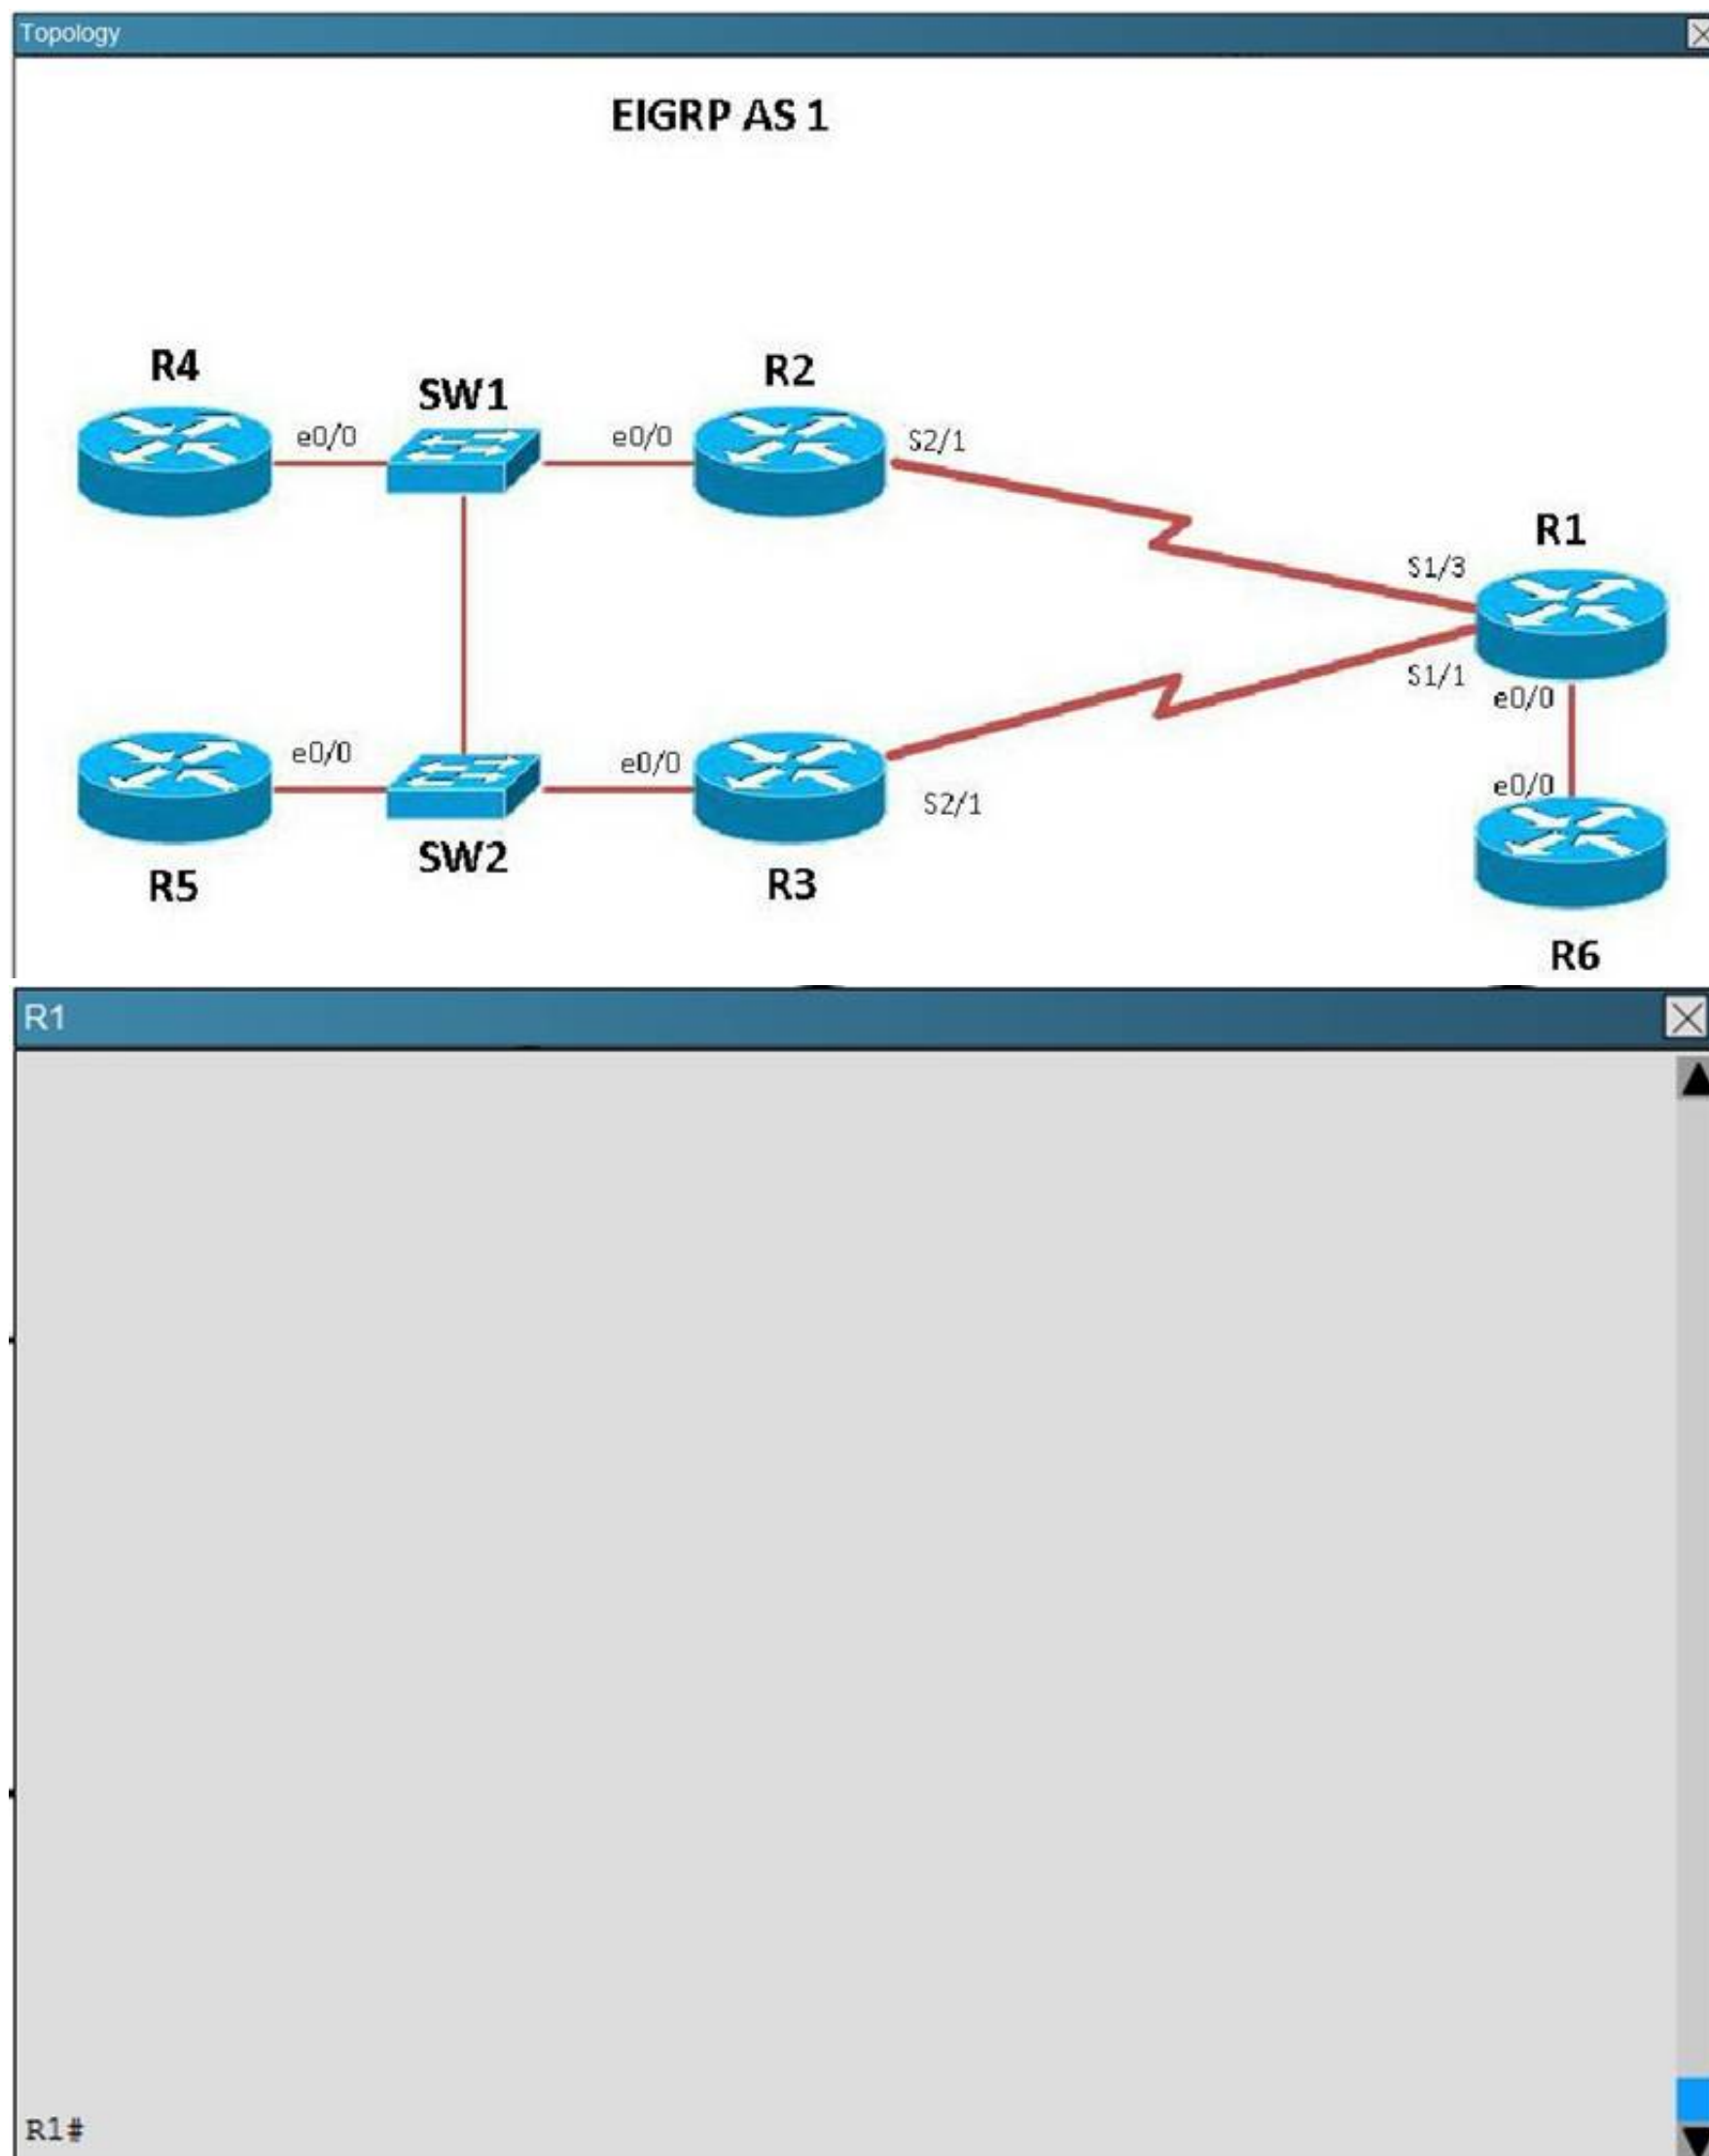 Topology
EIGRP AS 1
R4
SW1
R2
e0/0
e0/0
S2/1
R1
S1/3
S1/1
e0/0
e0/0
e0/0
e0/0
S2/1
R5
SW2
R3
R6
R1
R1#